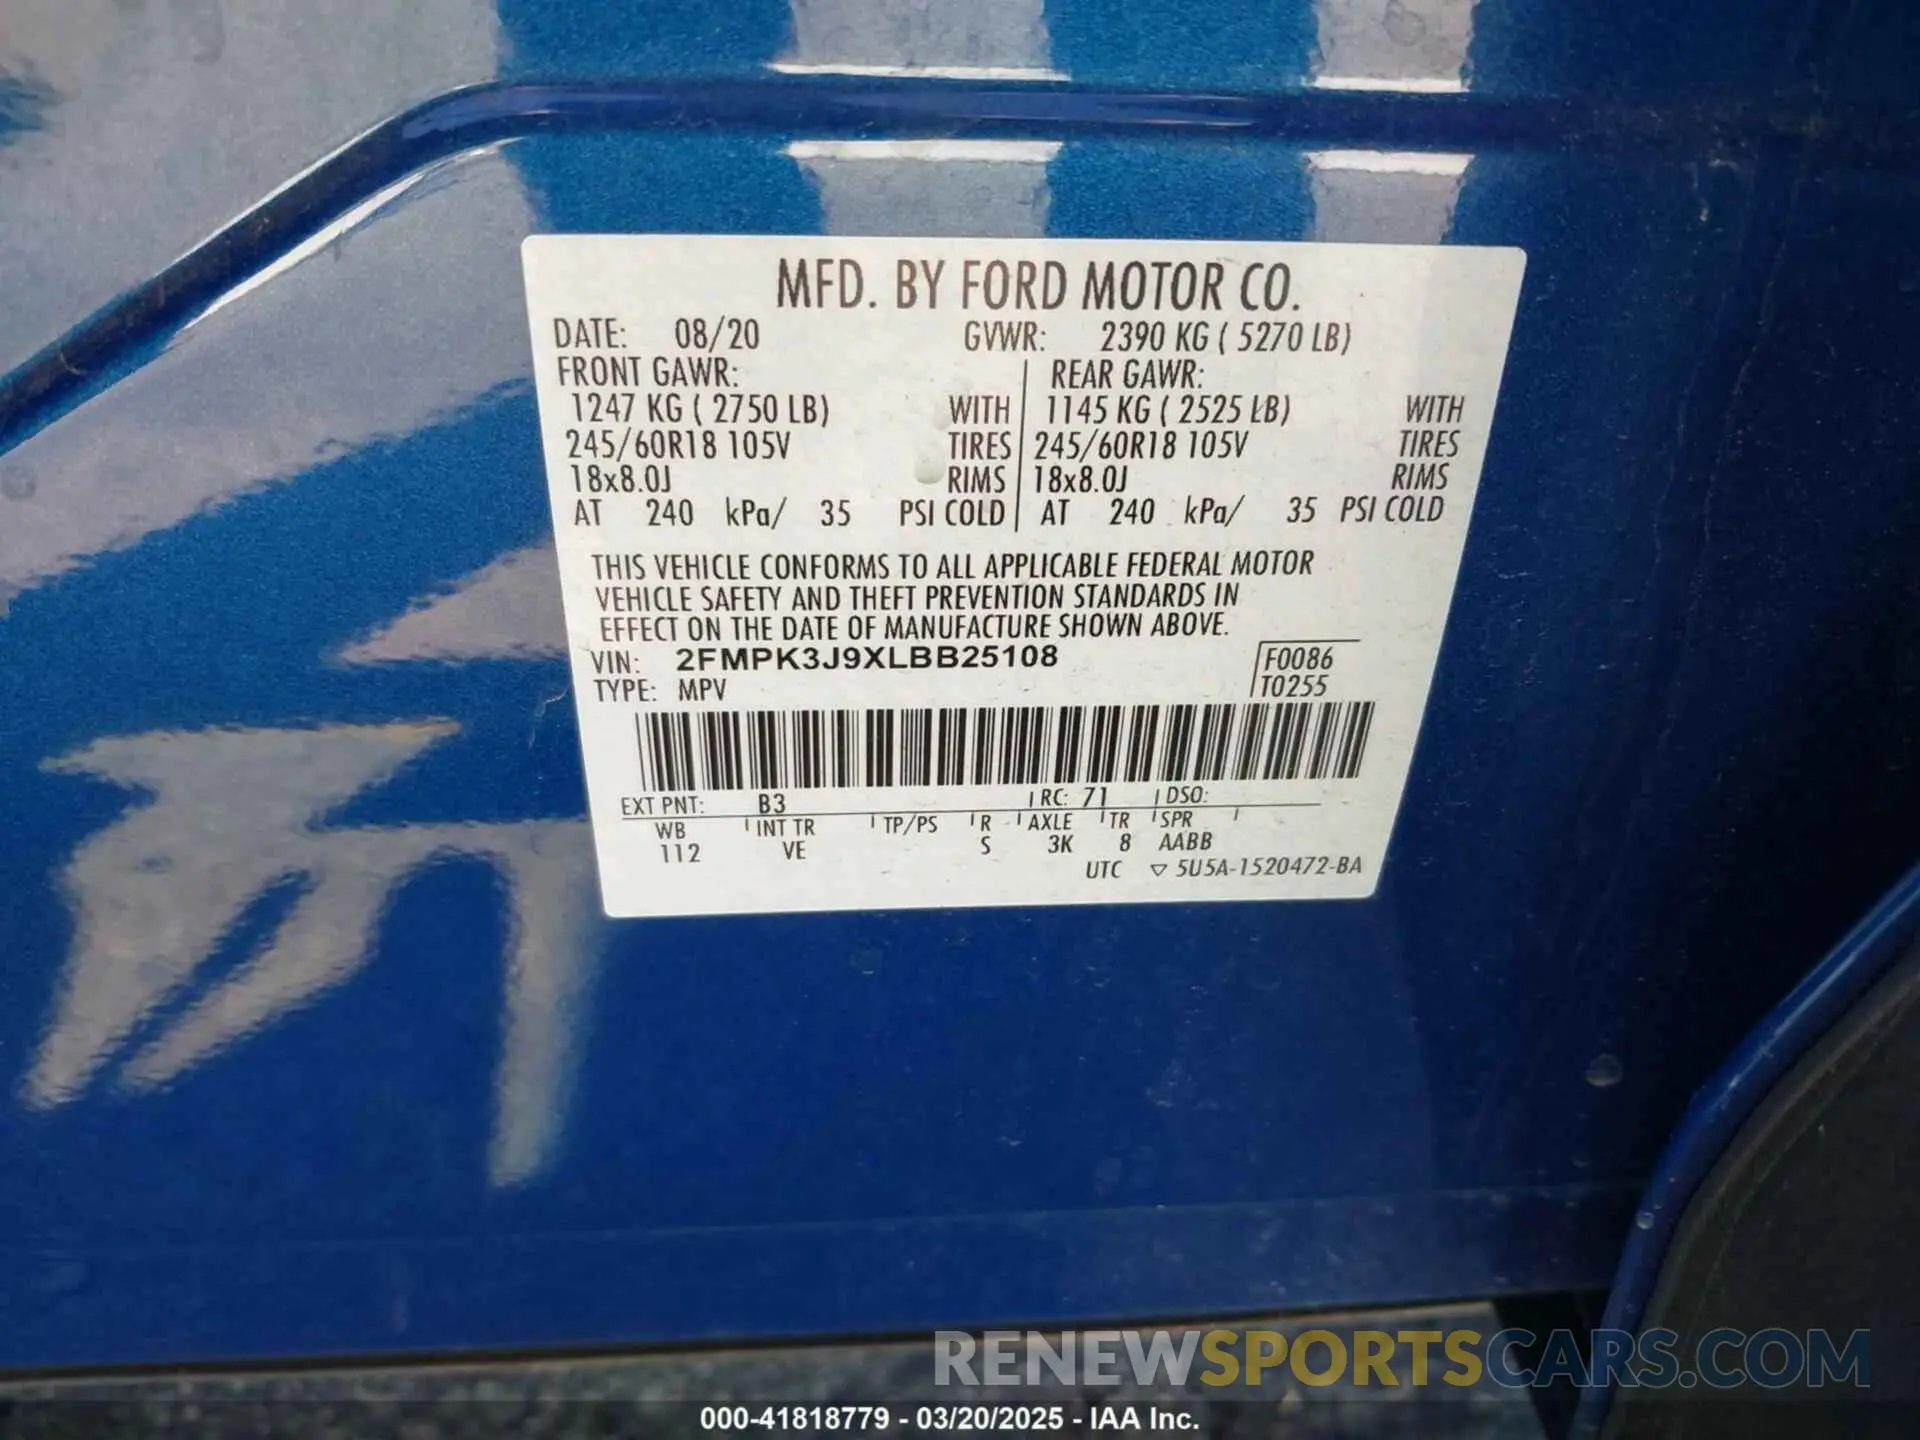 MFD. BY FORD MOTOR CO.
DATE: 08/20 GVWR: 2390 KG ( 5270 LB)
FRONT GAWR: REAR GAWR:
1247 KG ( 2750 LB) WITH 1145 KG ( 2525 LB) WITH
245/60R18 105V TIRES 245/60R18 105V TIRES
18x8.0J RIMS 18x8.0J RIMS
AT 240 kPa/ 35 PSI COLD AT 240 kPa/ 35 PSI COLD
THIS VEHICLE CONFORMS TO ALL APPLICABLE FEDERAL MOTOR
VEHICLE SAFETY AND THEFT PREVENTION STANDARDS IN
EFFECT ON THE DATE OF MANUFACTURE SHOWN ABOVE.
VIN: 2FMPK3J9XLBB25108 F0086
TYPE: MPV T0255
EXT PNT: B3 RC: 71 DSO:
WB INT TR TP/PS R AXLE TR SPR
112 VE S 3K 8 AABB
UTC ▽ 5U5A-1520472-BA
RENEWSPORTSCARS.COM
000-41818779 - 03/20/2025 - IAA Inc.